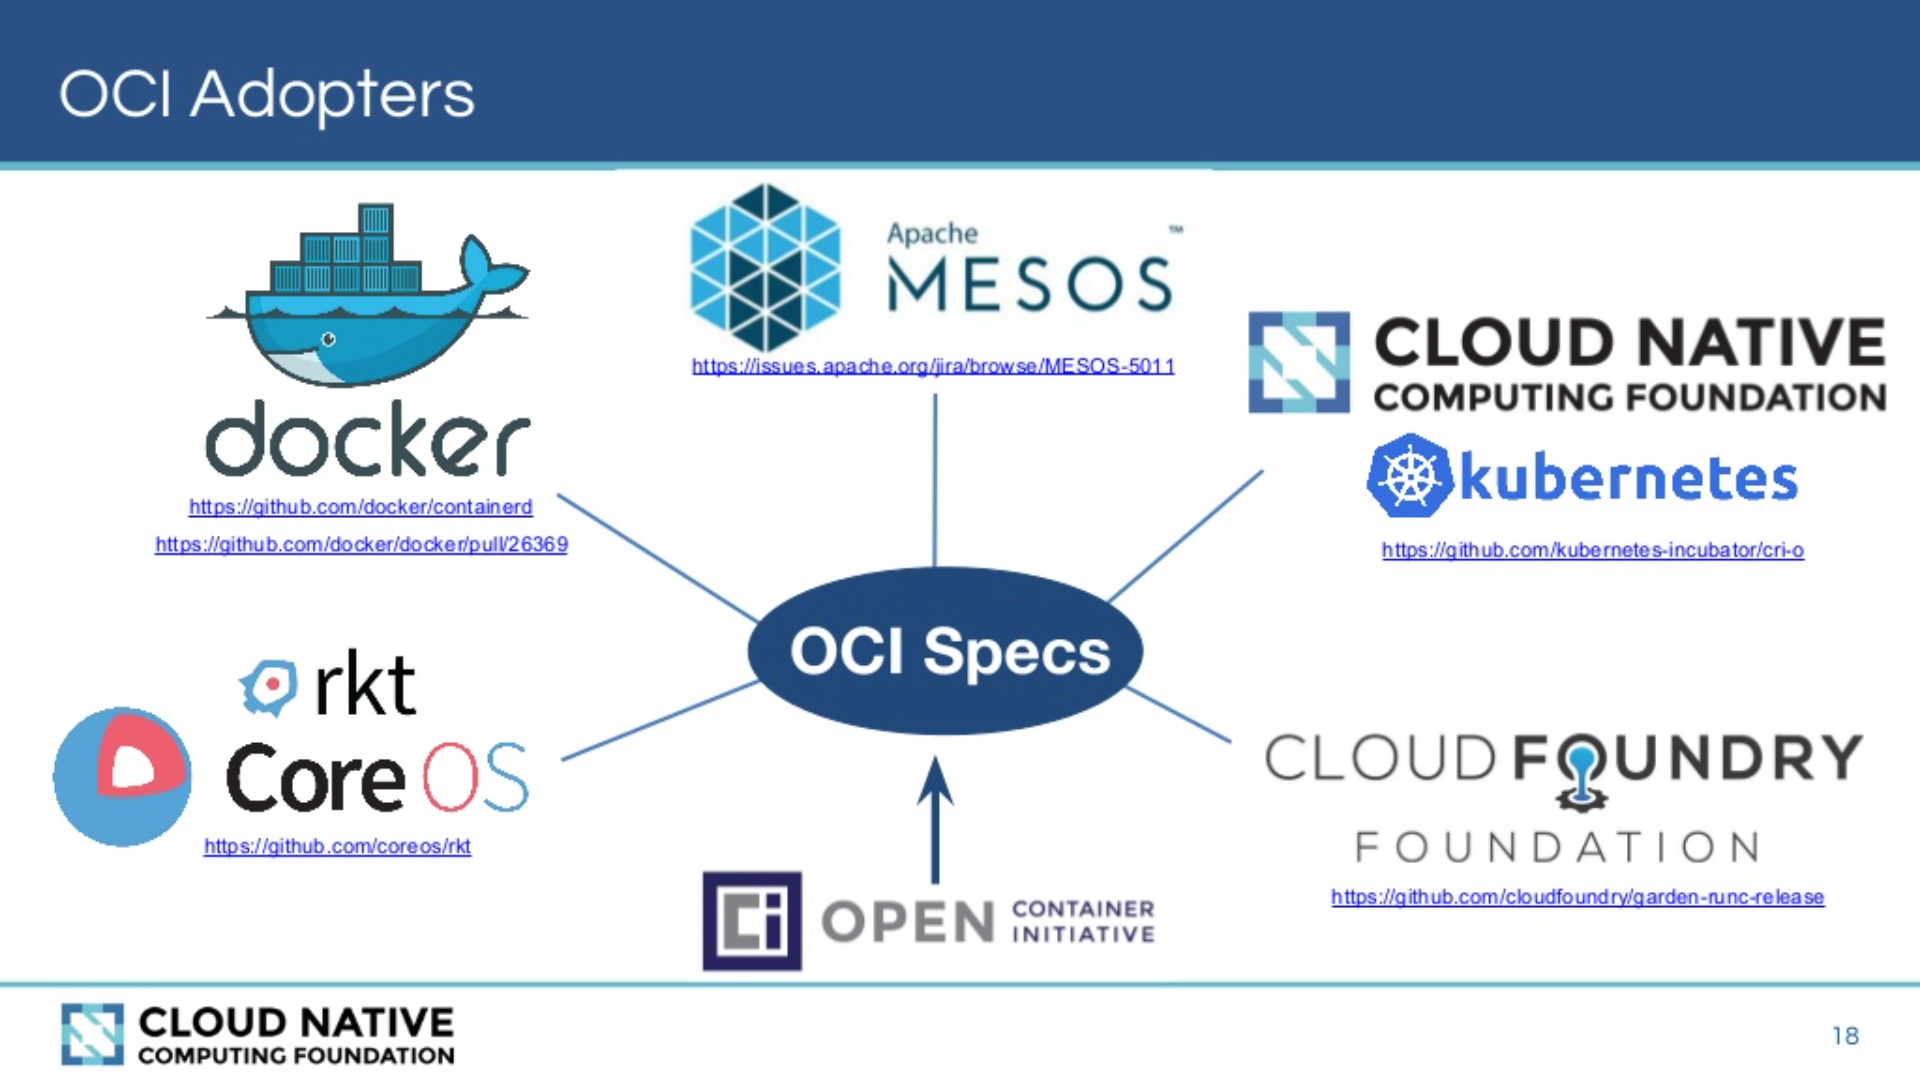 OCI Adopters
docker
https://github.com/docker/containerd
https://github.com/docker/docker/pull/26369
Apache
MESOS™
https://issues.apache.org/jira/browse/MESOS-5011
CLOUD NATIVE
COMPUTING FOUNDATION
kubernetes
https://github.com/kubernetes-incubator/cri-o
OCI Specs
rkt
Core OS
https://github.com/coreos/rkt
CLOUD FOUNDRY
FOUNDATION
https://github.com/cloudfoundry/garden-runc-release
Ci OPEN CONTAINER
INITIATIVE
CLOUD NATIVE
COMPUTING FOUNDATION
18